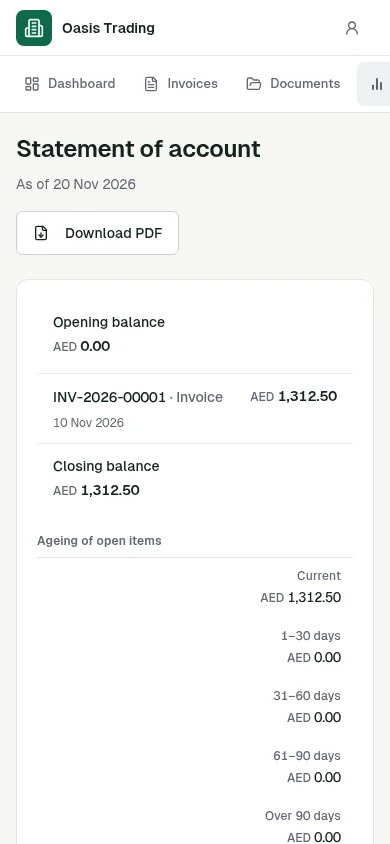 Oasis Trading
Dashboard Invoices Documents
Statement of account
As of 20 Nov 2026
Download PDF
Opening balance
AED 0.00
INV-2026-00001 · Invoice AED 1,312.50
10 Nov 2026
Closing balance
AED 1,312.50
Ageing of open items
Current
AED 1,312.50
1–30 days
AED 0.00
31–60 days
AED 0.00
61–90 days
AED 0.00
Over 90 days
AED 0.00